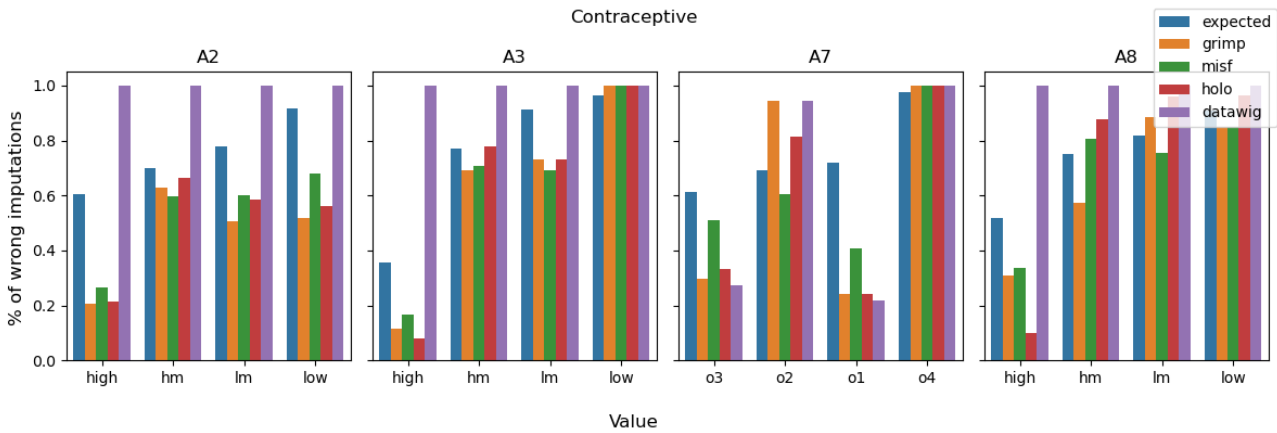 Contraceptive
A2
A3
A7
A8
expected
grimp
misf
holo
datawig
% of wrong imputations
1.0
0.8
0.6
0.4
0.2
0.0
high hm lm low
high hm lm low
o3 o2 o1 o4
high hm lm low
Value